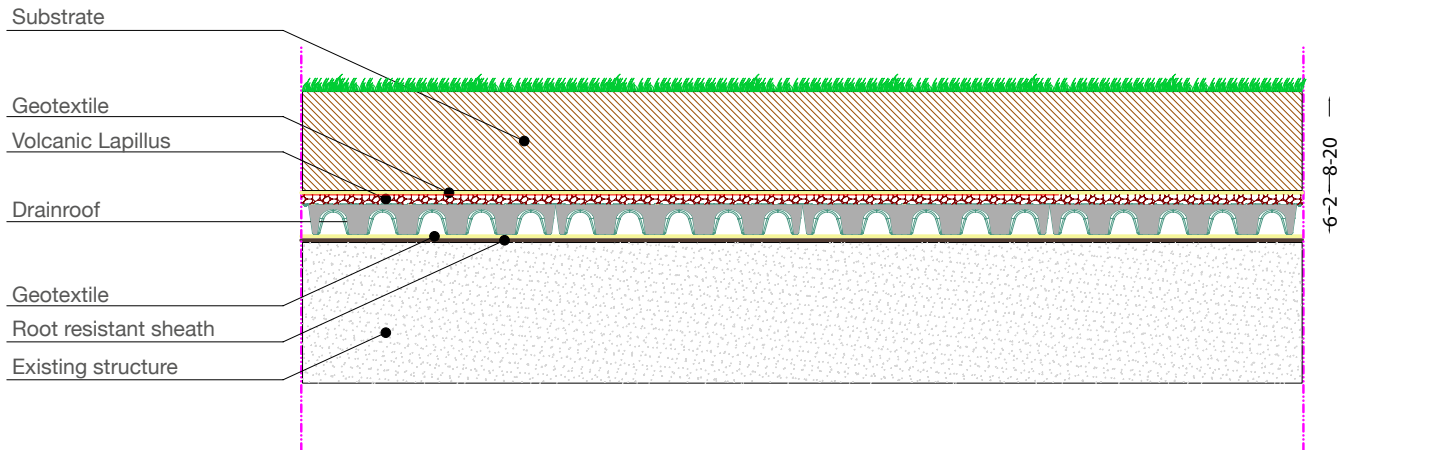 Substrate
Geotextile
Volcanic Lapillus
Drainroof
Geotextile
Root resistant sheath
Existing structure
6-2-8-20